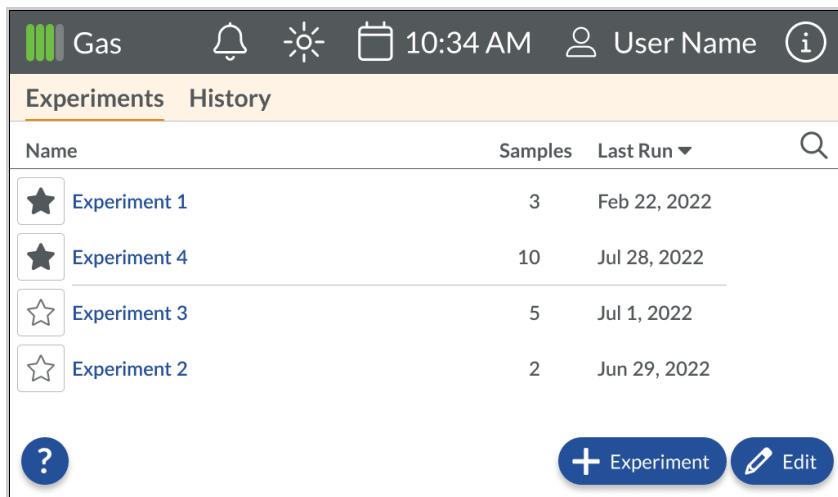 Gas 10:34 AM User Name i
Experiments History
Name Samples Last Run
Experiment 1 3 Feb 22, 2022
Experiment 4 10 Jul 28, 2022
Experiment 3 5 Jul 1, 2022
Experiment 2 2 Jun 29, 2022
? Experiment Edit